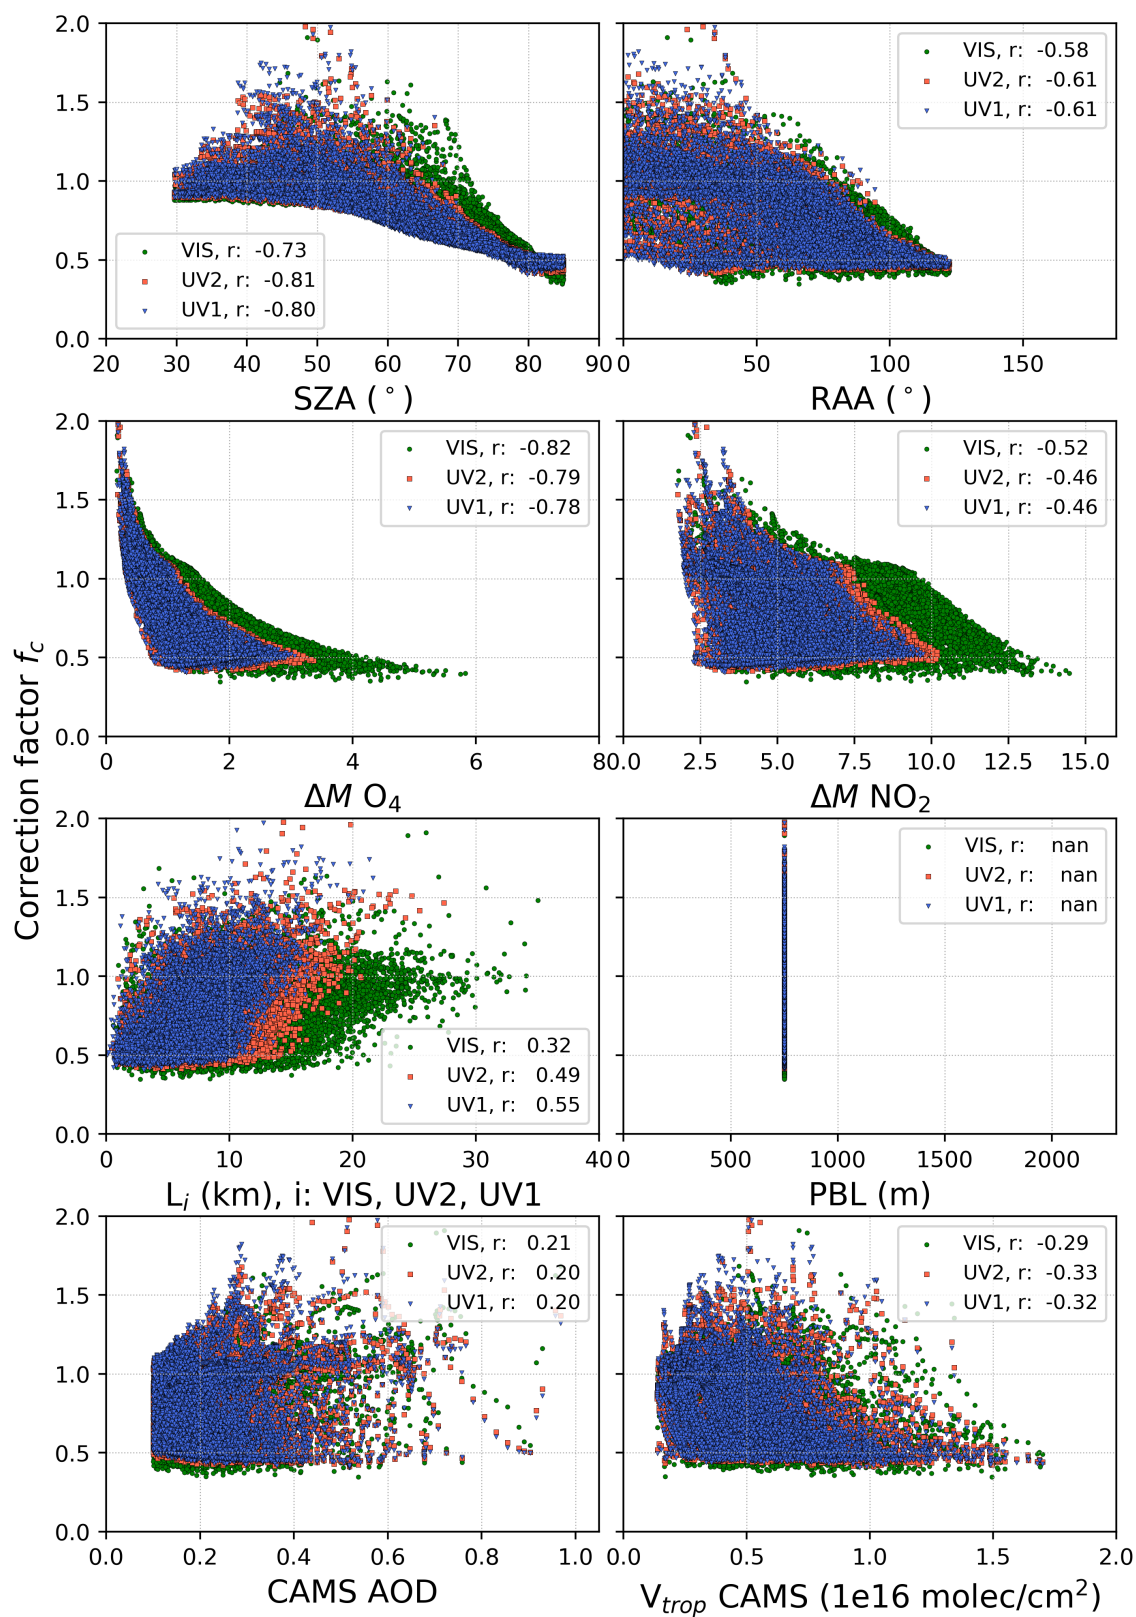 2.0
1.5
1.0
0.5
0.0
VIS, r: -0.73
UV2, r: -0.81
UV1, r: -0.80
20 30 40 50 60 70 80 90
SZA (°)
VIS, r: -0.58
UV2, r: -0.61
UV1, r: -0.61
0 50 100 150
RAA (°)
Correction factor f_c
2.0
1.5
1.0
0.5
0.0
VIS, r: -0.82
UV2, r: -0.79
UV1, r: -0.78
0 2 4 6 8
ΔM O₄
VIS, r: -0.52
UV2, r: -0.46
UV1, r: -0.46
0.0 2.5 5.0 7.5 10.0 12.5 15.0
ΔM NO₂
2.0
1.5
1.0
0.5
0.0
VIS, r: 0.32
UV2, r: 0.49
UV1, r: 0.55
0 10 20 30 40
L_i (km), i: VIS, UV2, UV1
VIS, r: nan
UV2, r: nan
UV1, r: nan
0 500 1000 1500 2000
PBL (m)
2.0
1.5
1.0
0.5
0.0
VIS, r: 0.21
UV2, r: 0.20
UV1, r: 0.20
0.0 0.2 0.4 0.6 0.8 1.0
CAMS AOD
VIS, r: -0.29
UV2, r: -0.33
UV1, r: -0.32
0.0 0.5 1.0 1.5 2.0
V_trop CAMS (1e16 molec/cm²)